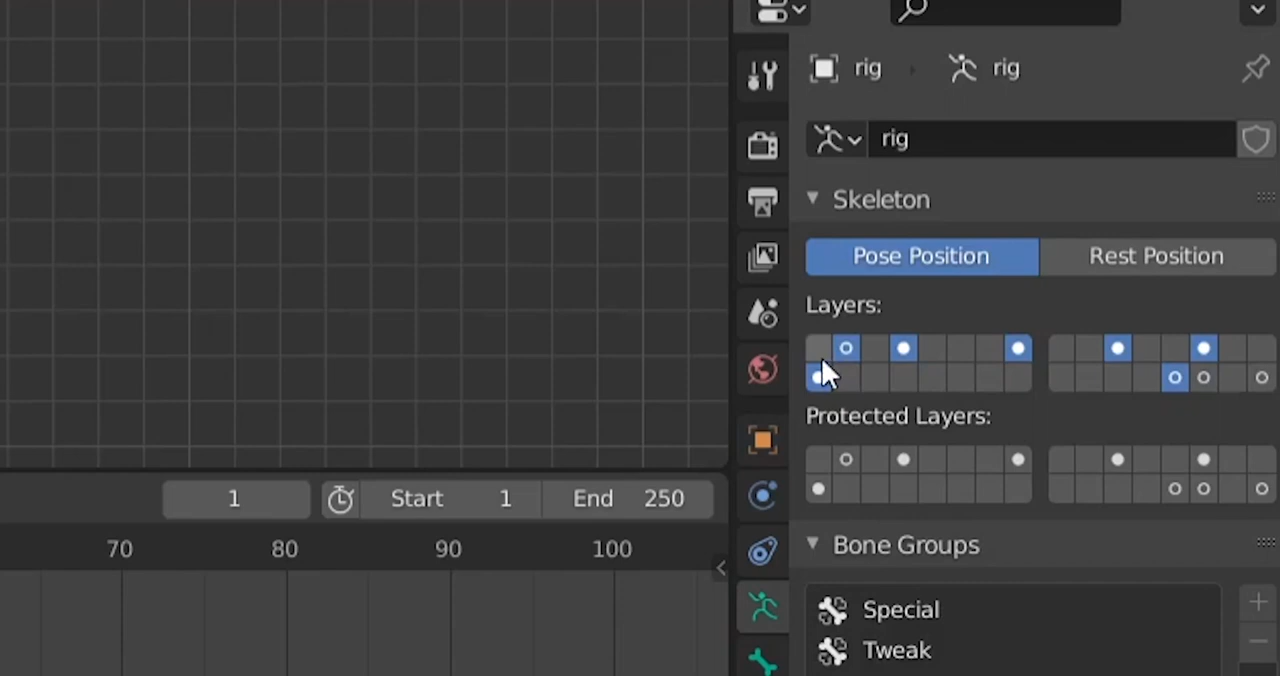 rig rig
rig
Skeleton
Pose Position Rest Position
Layers:
Protected Layers:
1 Start 1 End 250
Bone Groups
70 80 90 100
Special
Tweak